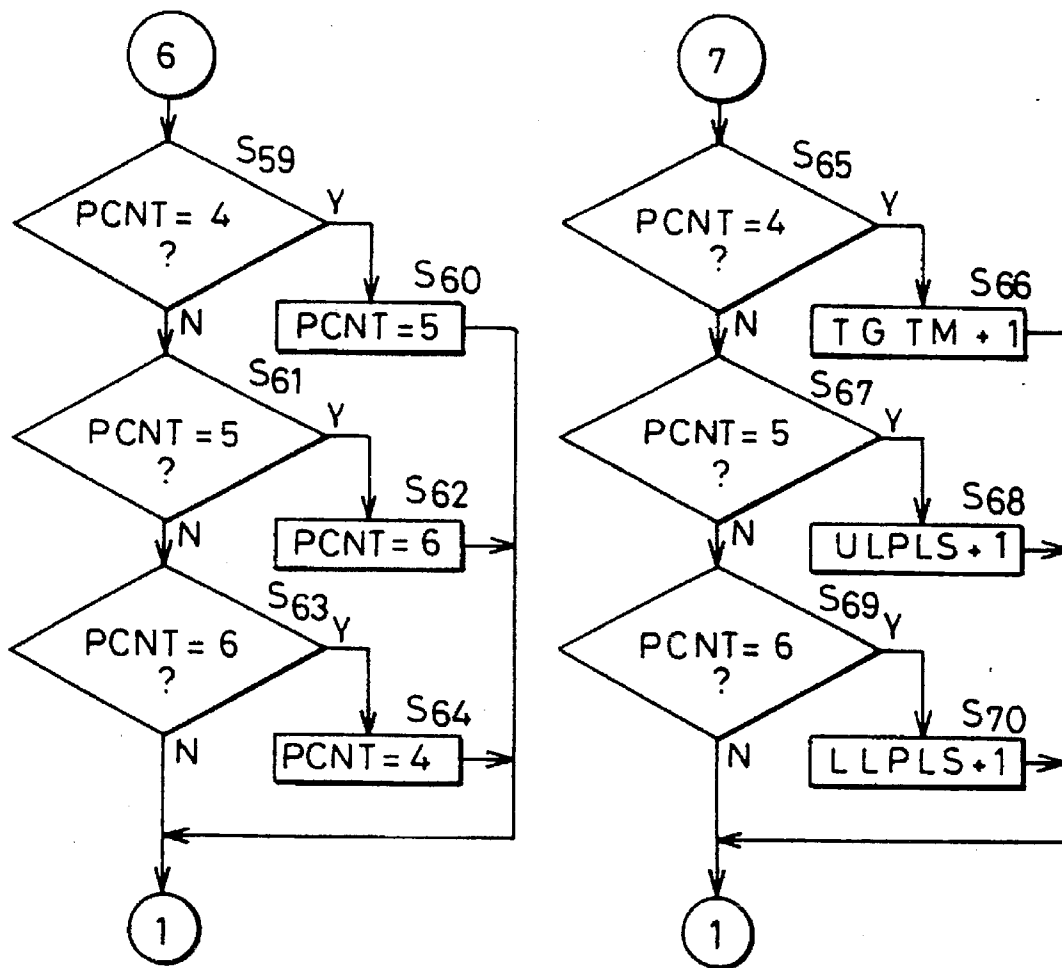 6
S59
PCNT = 4
?
Y
N
S60
PCNT = 5
S61
PCNT = 5
?
Y
N
S62
PCNT = 6
S63
PCNT = 6
?
Y
N
S64
PCNT = 4
1
7
S65
PCNT = 4
?
Y
N
S66
TG TM + 1
S67
PCNT = 5
?
Y
N
S68
ULPLS + 1
S69
PCNT = 6
?
Y
N
S70
LLPLS + 1
1